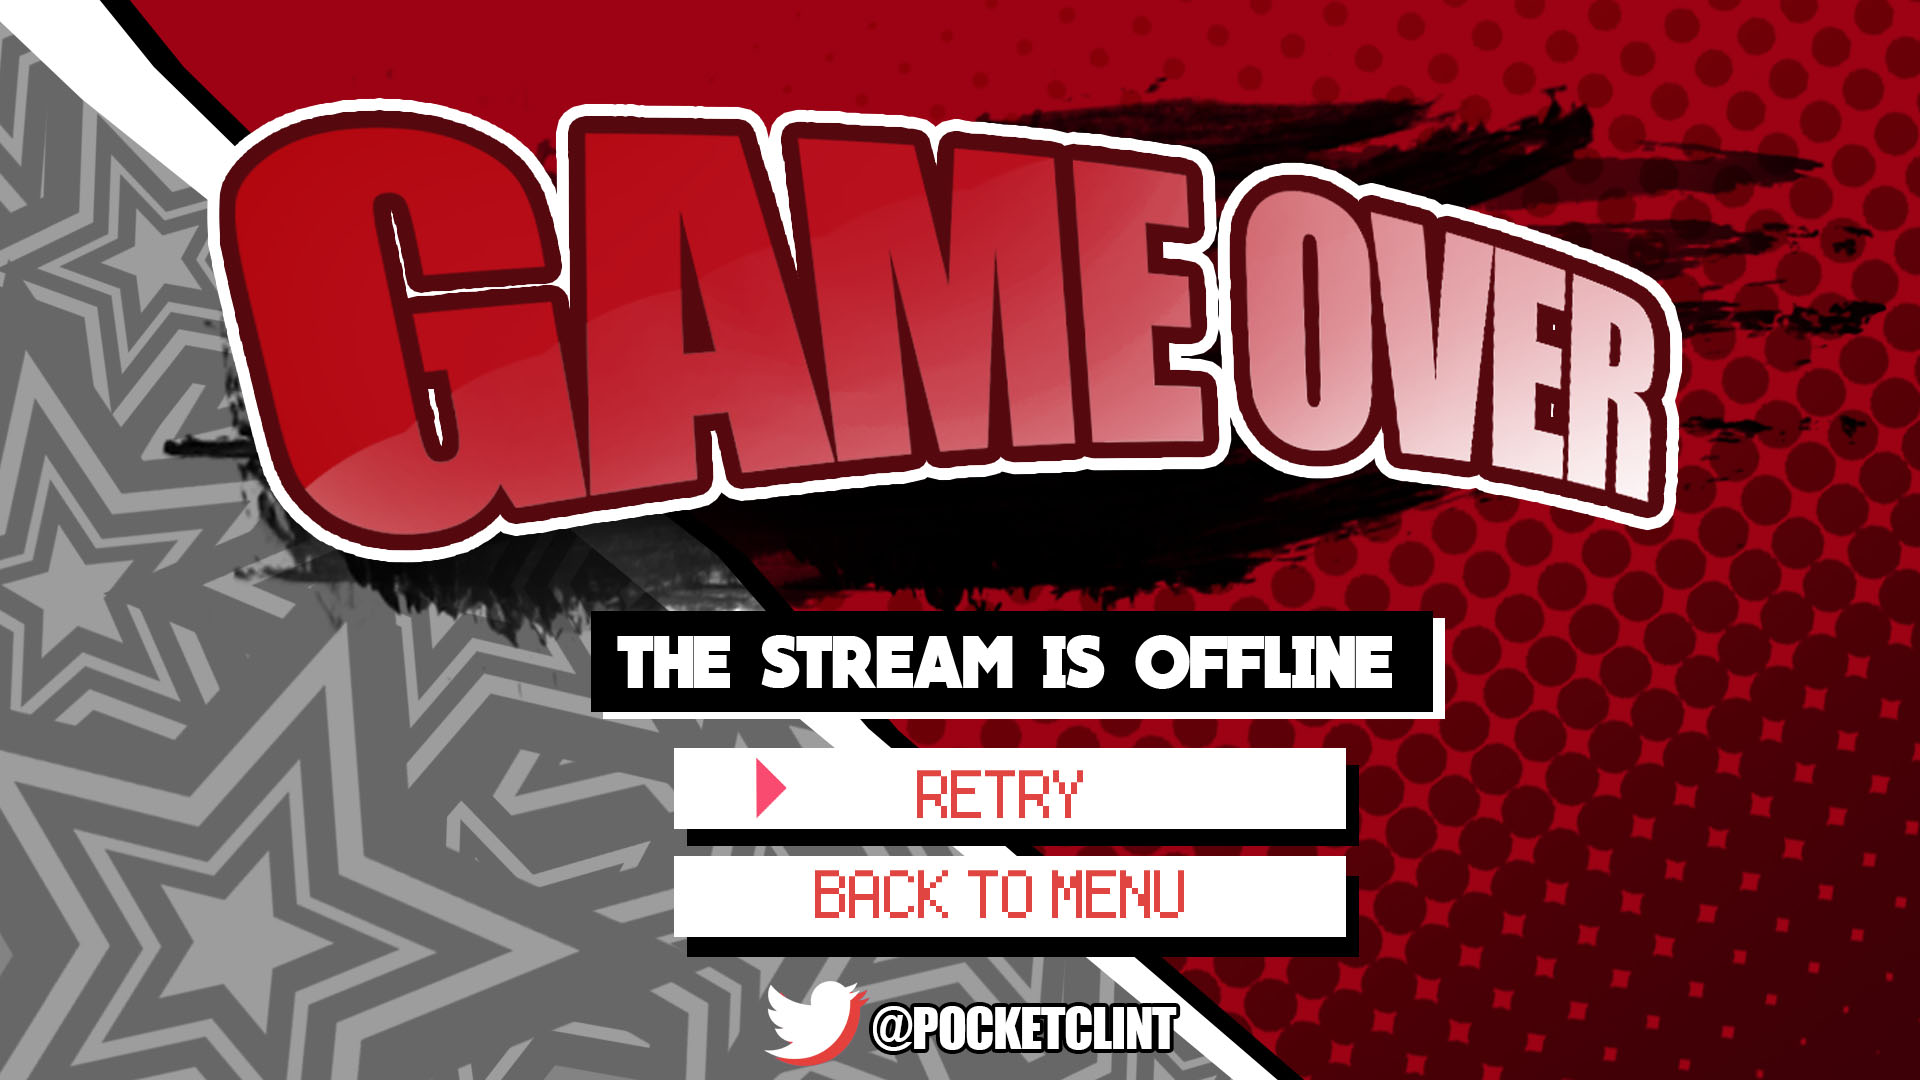 GAME OVER
THE STREAM IS OFFLINE
RETRY
BACK TO MENU
@POCKETCLINT